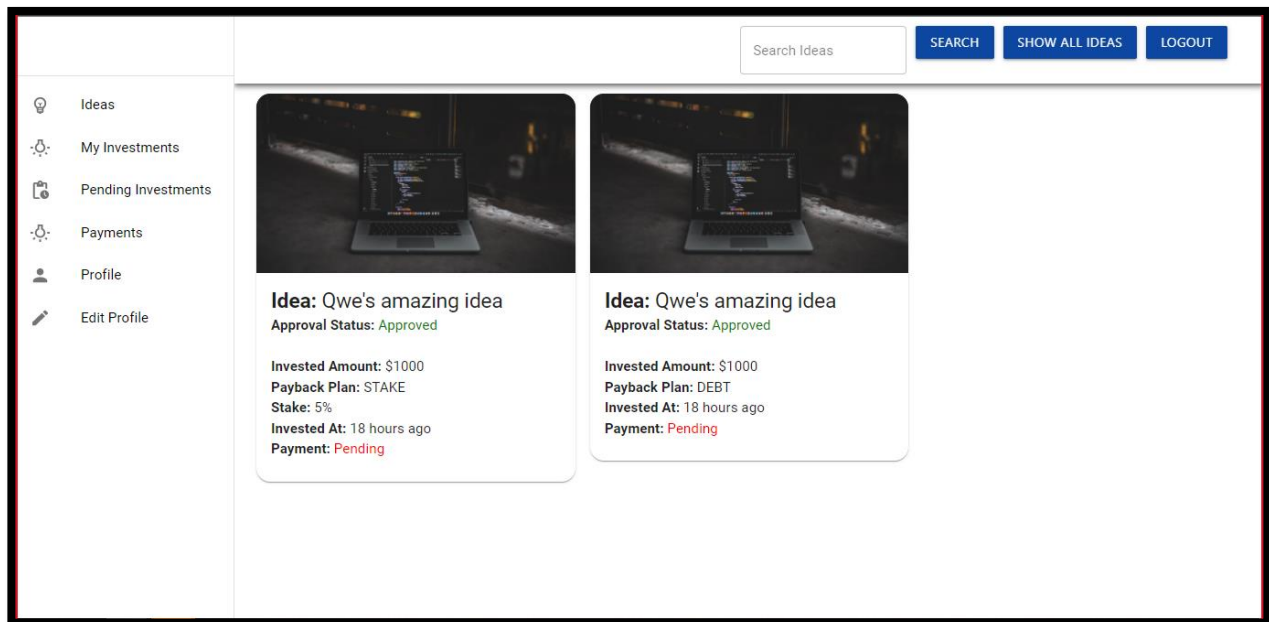 Search Ideas
SEARCH
SHOW ALL IDEAS
LOGOUT
Ideas
My Investments
Pending Investments
Payments
Profile
Edit Profile
Idea: Qwe's amazing idea
Approval Status: Approved
Invested Amount: $1000
Payback Plan: STAKE
Stake: 5%
Invested At: 18 hours ago
Payment: Pending
Idea: Qwe's amazing idea
Approval Status: Approved
Invested Amount: $1000
Payback Plan: DEBT
Invested At: 18 hours ago
Payment: Pending